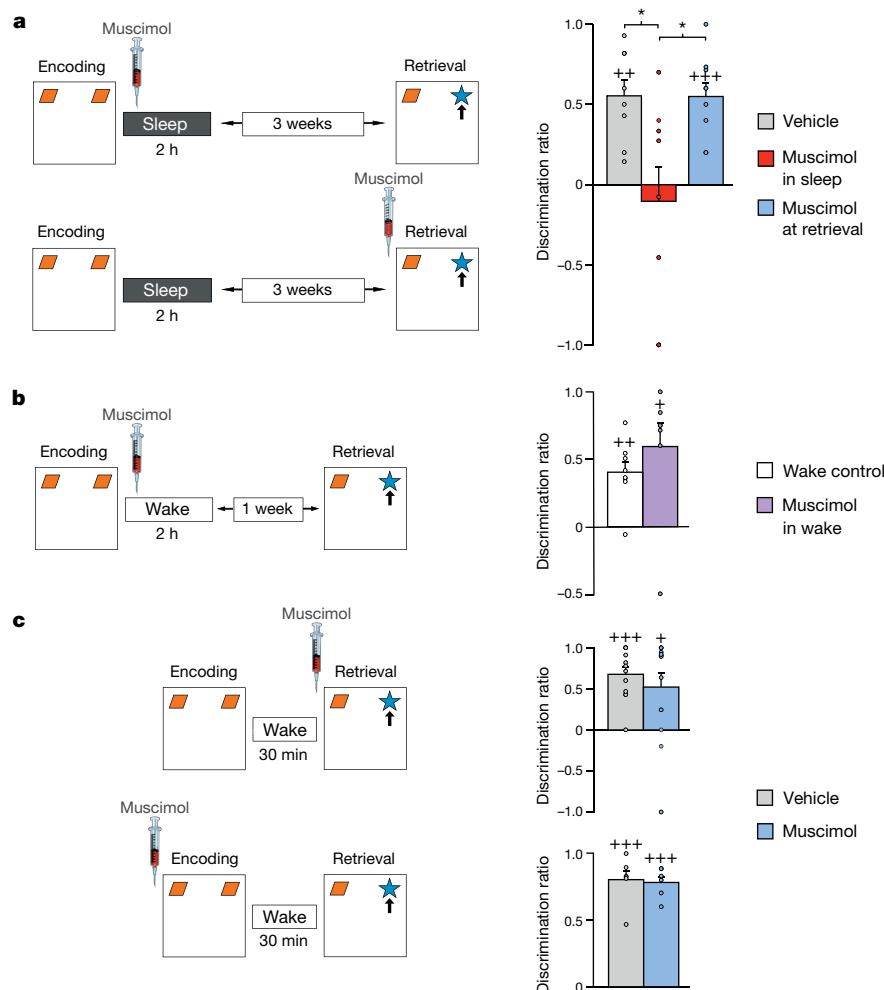 a
Muscimol
Encoding
Retrieval
Sleep
3 weeks
2 h
Muscimol
Encoding
Retrieval
Sleep
3 weeks
2 h
Discrimination ratio
1.0
0.5
0
−0.5
−1.0
*
*
++
+++
Vehicle
Muscimol
in sleep
Muscimol
at retrieval
b
Muscimol
Encoding
Retrieval
Wake
1 week
2 h
Discrimination ratio
1.0
0.5
0
−0.5
++
+
Wake control
Muscimol
in wake
c
Muscimol
Encoding
Retrieval
Wake
30 min
Discrimination ratio
1.0
0.5
0
−0.5
−1.0
+++
+
Muscimol
Encoding
Retrieval
Wake
30 min
Discrimination ratio
1.0
0.5
0
+++
+++
Vehicle
Muscimol